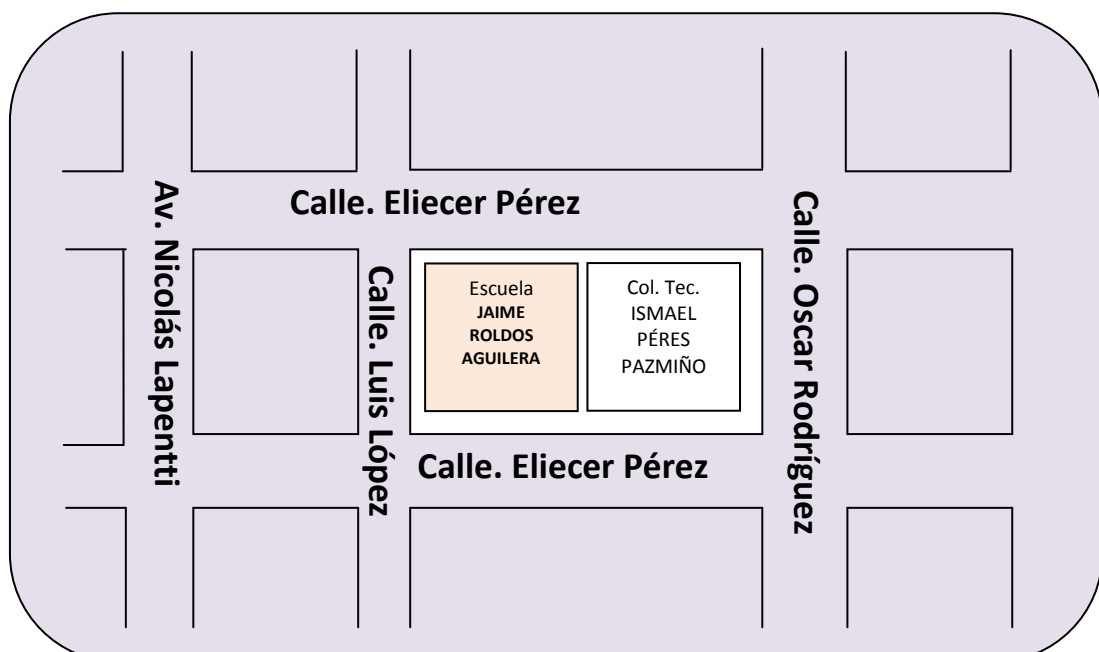 Calle. Eliecer Pérez
Av. Nicolás Lapentti
Calle. Luis López
Escuela
JAIME
ROLDOS
AGUILERA
Col. Tec.
ISMAEL
PÉRES
PAZMIÑO
Calle. Oscar Rodríguez
Calle. Eliecer Pérez